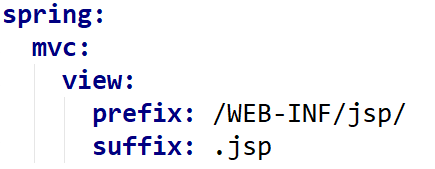 spring:
  mvc:
    view:
      prefix: /WEB-INF/jsp/
      suffix: .jsp